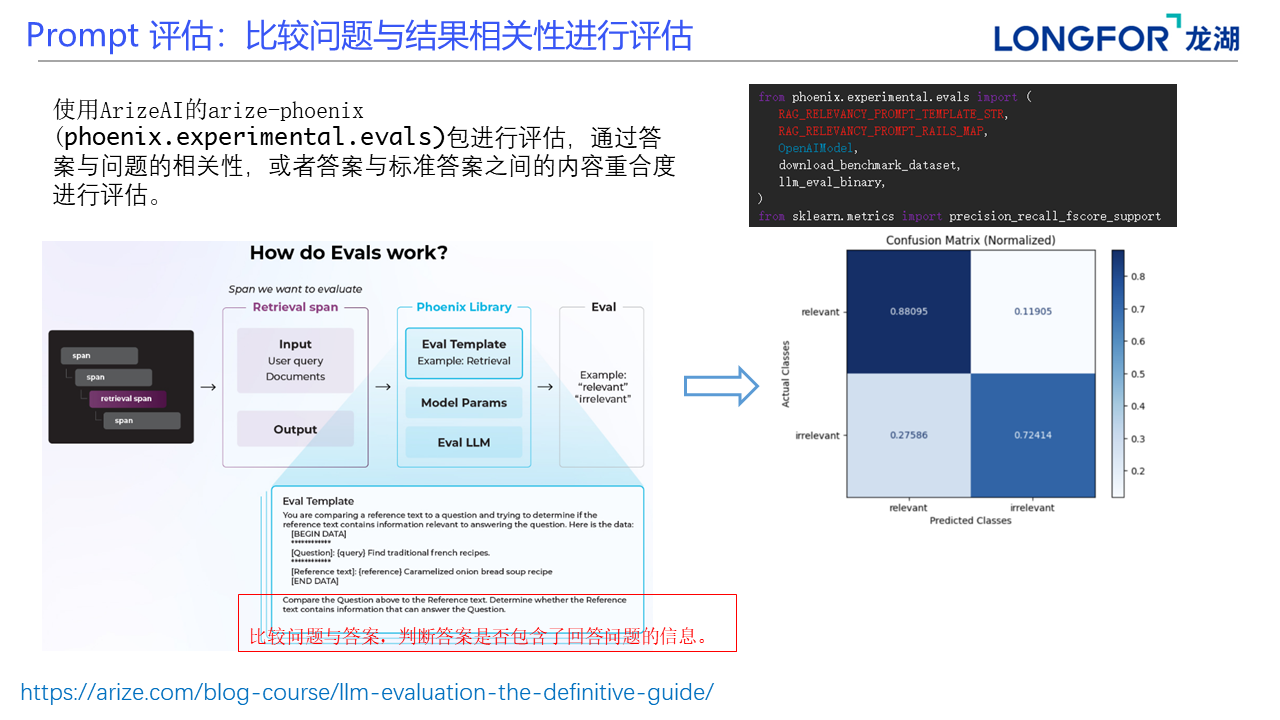 Prompt 评估：比较问题与结果相关性进行评估
LONGFOR 龙湖
使用ArizeAI的arize-phoenix
(phoenix.experimental.evals)包进行评估，通过答
案与问题的相关性，或者答案与标准答案之间的内容重合度
进行评估。
from phoenix.experimental.evals import (
RAG_RELEVANCY_PROMPT_TEMPLATE_STR,
RAG_RELEVANCY_PROMPT_RAILS_MAP,
OpenAIModel,
download_benchmark_dataset,
llm_eval_binary,
)
from sklearn.metrics import precision_recall_fscore_support
How do Evals work?
Span we want to evaluate
Retrieval span
Phoenix Library
Eval
span
span
retrieval span
span
Input
User query
Documents
Output
Eval Template
Example: Retrieval
Model Params
Eval LLM
Example:
“relevant”
“irrelevant”
Eval Template
You are comparing a reference text to a question and trying to determine if the
reference text contains information relevant to answering the question. Here is the data:
[BEGIN DATA]
************
[Question]: {query} Find traditional french recipes.
************
[Reference text]: {reference} Caramelized onion bread soup recipe
[END DATA]
Compare the Question above to the Reference text. Determine whether the Reference
text contains information that can answer the Question.
比较问题与答案，判断答案是否包含了回答问题的信息。
Confusion Matrix (Normalized)
relevant
irrelevant
Actual Classes
0.88095
0.11905
0.27586
0.72414
relevant
irrelevant
Predicted Classes
0.8
0.7
0.6
0.5
0.4
0.3
0.2
https://arize.com/blog-course/llm-evaluation-the-definitive-guide/